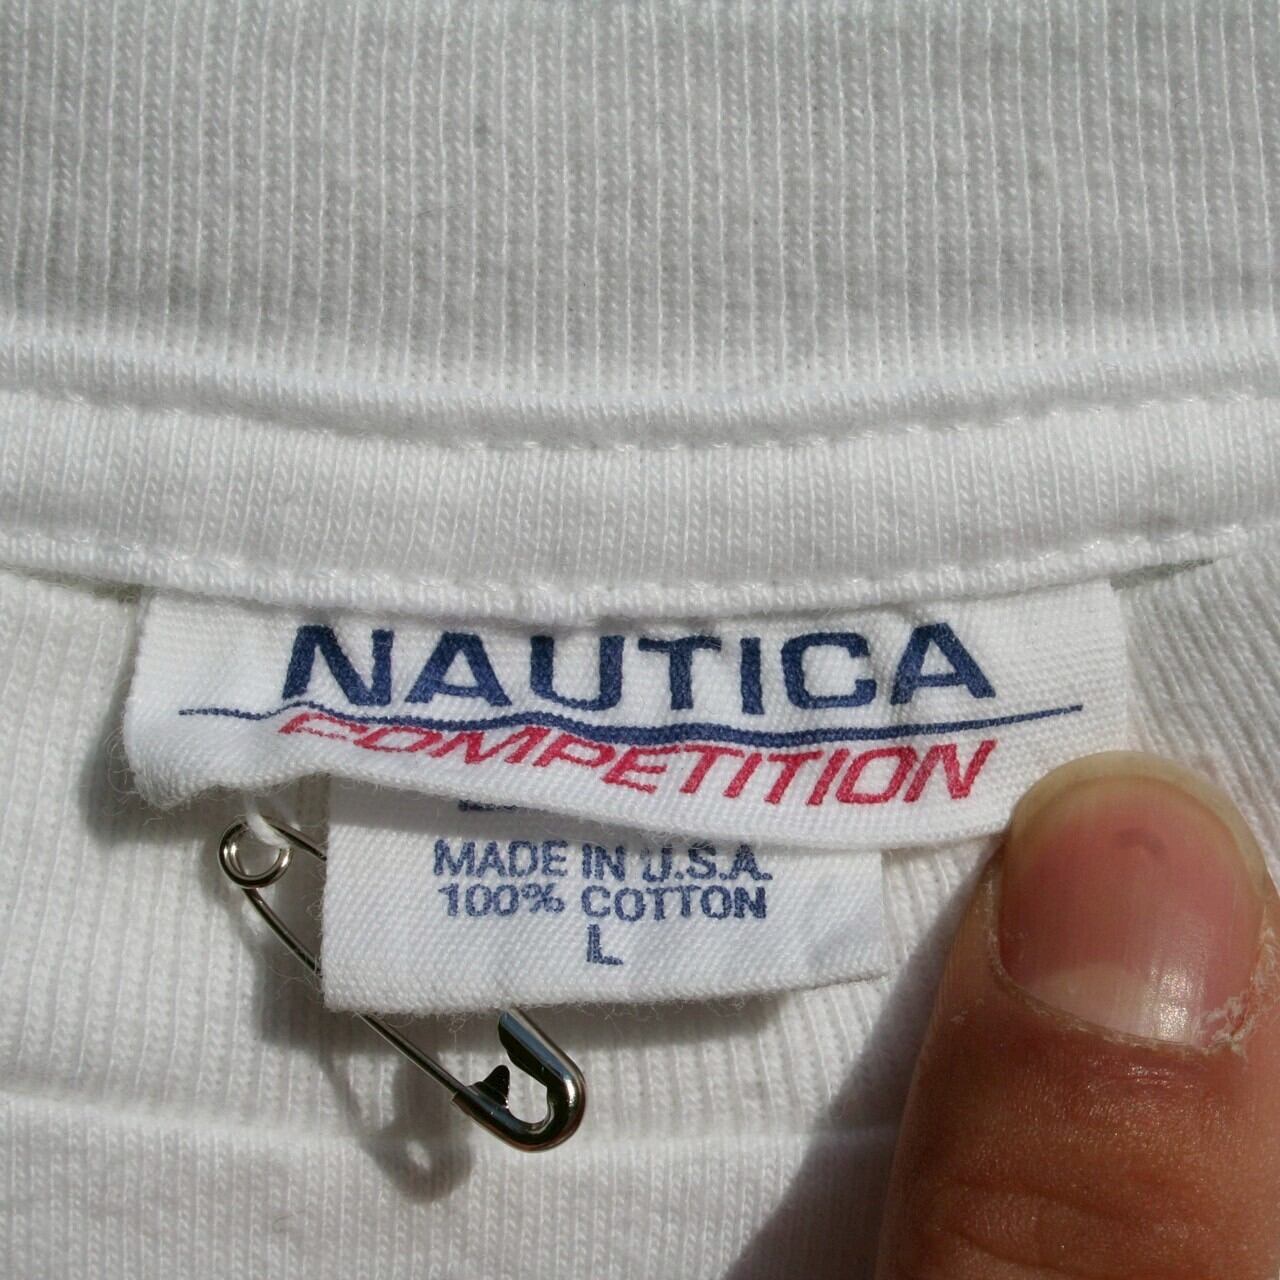 NAUTICA
COMPETITION
MADE IN U.S.A.
100% COTTON
L